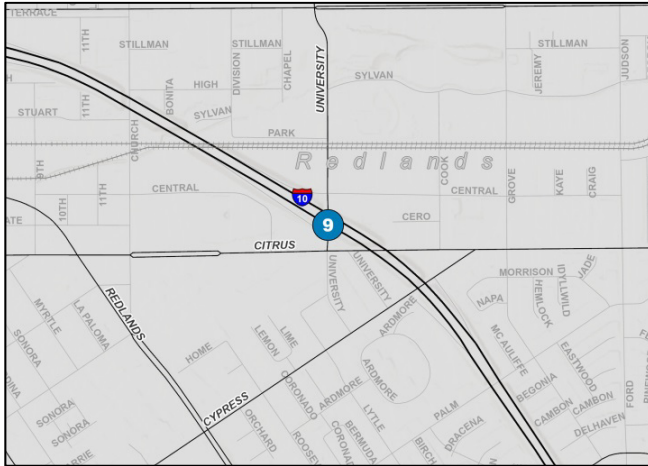 TERRACE
11TH
STILLMAN
STILLMAN
CHAPEL
DIVISION
UNIVERSITY
STILLMAN
JEREMY
JUDSON
SYLVAN
HIGH
BONITA
11TH
STUART
SYLVAN
CHURCH
PARK
Redlands
9TH
10TH
11TH
CENTRAL
10
COOK
CENTRAL
GROVE
KAYE
CRAIG
CERO
9
CITRUS
UNIVERSITY
UNIVERSITY
MORRISON
IDYLLWILD
JADE
HEMLOCK
NAPA
REDLANDS
LA PALOMA
MYRTLE
SONORA
HOME
LEMON
LIME
ARDMORE
MC AULIFFE
EASTWOOD
BEGONIA
FORD
CORONADO
ARDMORE
ARDMORE
CYPRESS
LYTLE
PALM
CAMBON
CAMBON
DELHAVEN
SONORA
SONORA
ORCHARD
BERMUDA
BIRCH
DRACENA